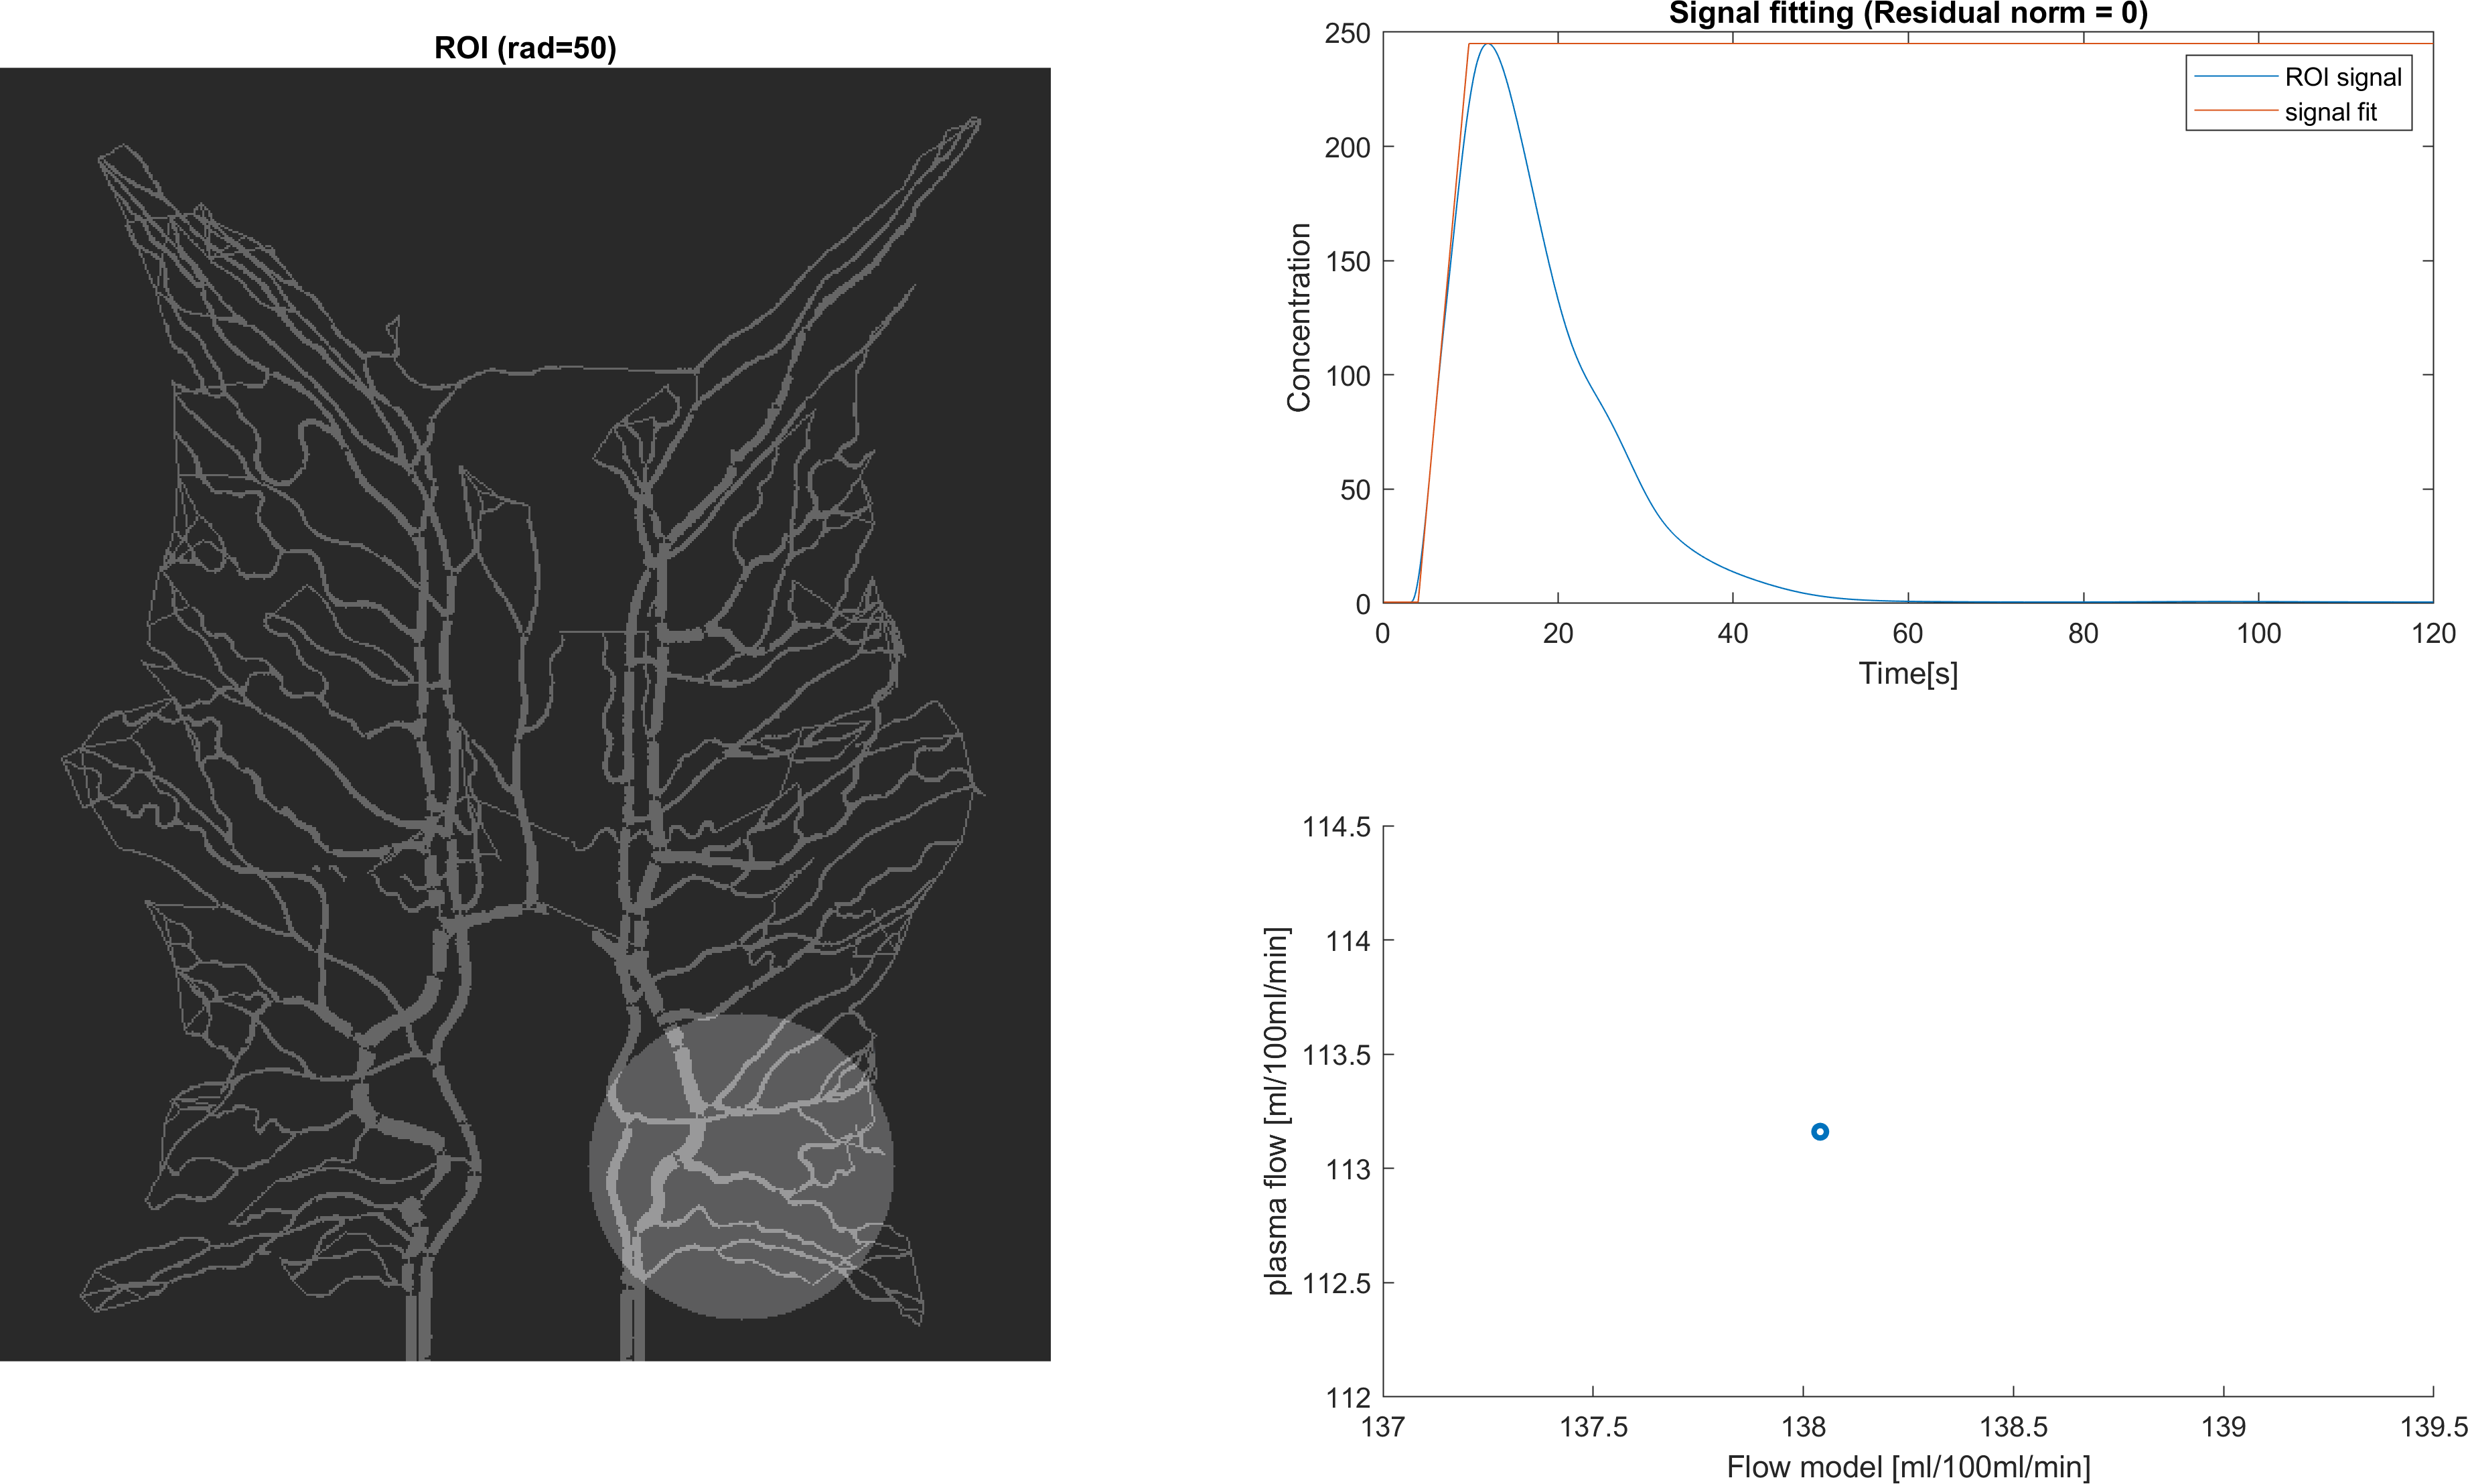 ROI (rad=50)
Signal fitting (Residual norm = 0)
250
200
150
100
50
0
Concentration
ROI signal
signal fit
0 20 40 60 80 100 120
Time[s]
114.5
114
113.5
113
112.5
112
plasma flow [ml/100ml/min]
137 137.5 138 138.5 139 139.5
Flow model [ml/100ml/min]